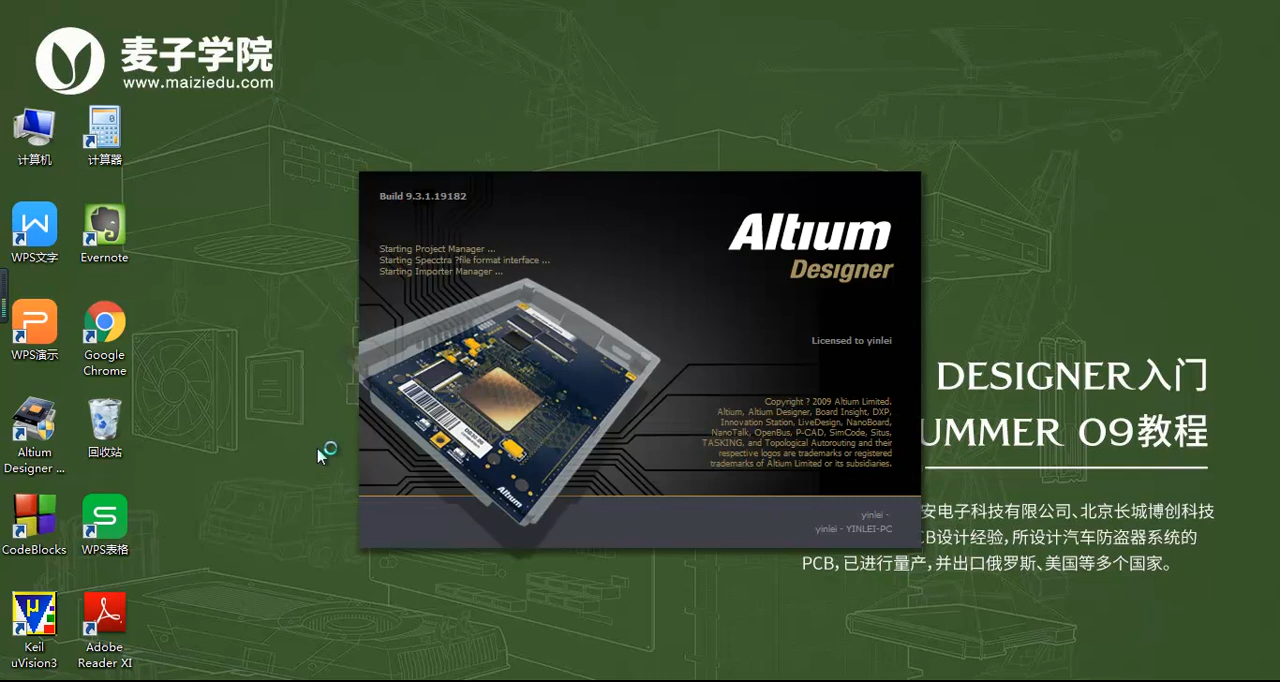 麦子学院
www.maiziedu.com
计算机
计算器
WPS文字
Evernote
WPS演示
Google
Chrome
Altium
Designer ...
回收站
CodeBlocks
WPS表格
Keil
uVision3
Adobe
Reader XI
Build 9.3.1.19182
Starting Project Manager ...
Starting Specctra ?file format interface ...
Starting Importer Manager ...
Altium
Designer
Licensed to yinlei
Copyright ? 2009 Altium Limited.
Altium, Altium Designer, Board Insight, DXP,
Innovation Station, LiveDesign, NanoBoard,
NanoTalk, OpenBus, P-CAD, SimCode, Situs,
TASKING, and Topological Autorouting and their
respective logos are trademarks or registered
trademarks of Altium Limited or its subsidiaries.
Altium
yinlei -
yinlei - YINLEI-PC
DESIGNER入门
UMMER 09教程
安电子科技有限公司、北京长城博创科技
CB设计经验,所设计汽车防盗器系统的
PCB,已进行量产,并出口俄罗斯、美国等多个国家。